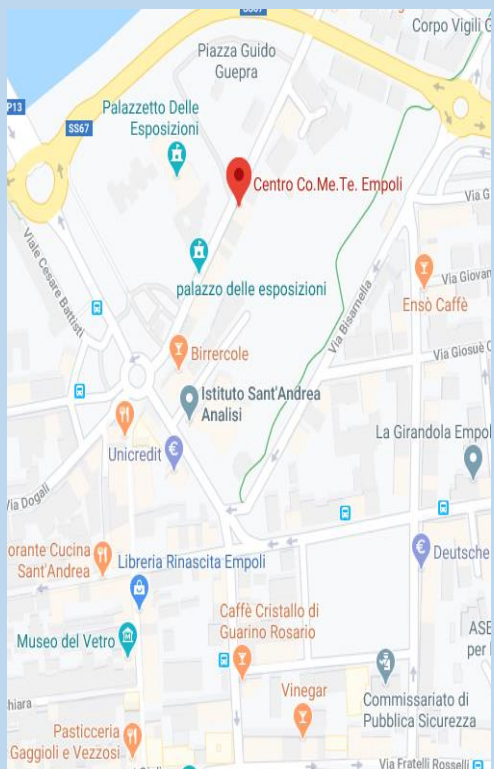 SS67
Corpo Vigili G
Piazza Guido
Guepra
P13
SS67
Palazzetto Delle
Esposizioni
Centro Co.Me.Te. Empoli
Via G
Viale Cesare Battisti
palazzo delle esposizioni
Via Bisarnella
Via Giovan
Ensò Caffè
Birrercole
Via Giosuè C
Istituto Sant'Andrea
Analisi
La Girandola Empol
Unicredit
Via Dogali
orante Cucina
Sant'Andrea
Libreria Rinascita Empoli
Deutsche
Caffè Cristallo di
Guarino Rosario
Museo del Vetro
ASE
per l
Vinegar
Commissariato di
Pubblica Sicurezza
hiara
Pasticceria
Gaggioli e Vezzosi
Via Fratelli Rosselli